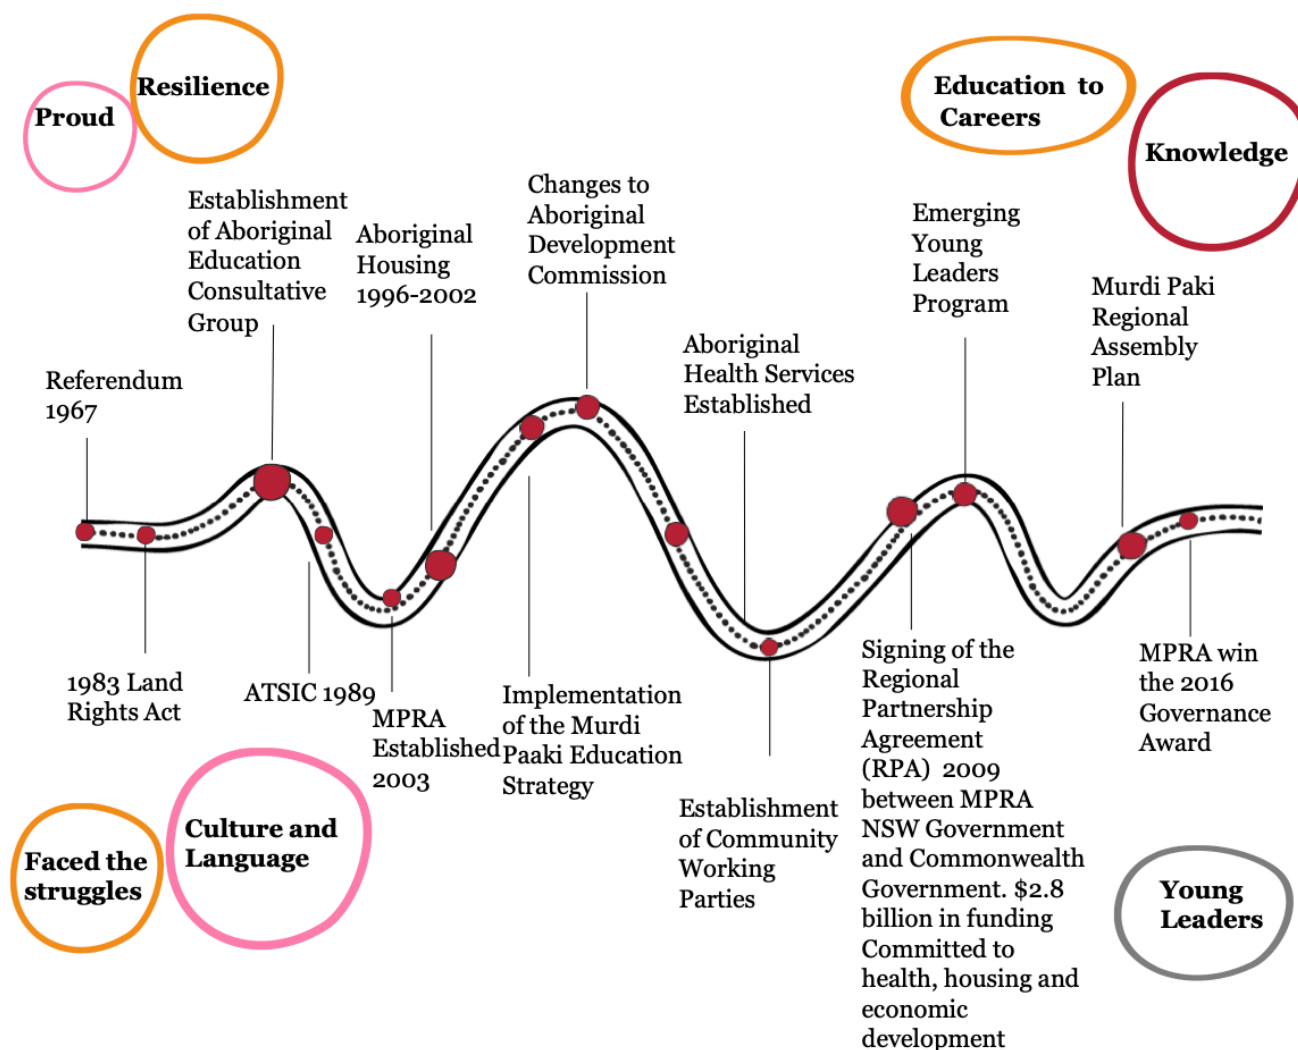 Resilience
Proud
Education to
Careers
Knowledge
Establishment
of Aboriginal
Education
Consultative
Group
Aboriginal
Housing
1996-2002
Changes to
Aboriginal
Development
Commission
Emerging
Young
Leaders
Program
Murdi Paki
Regional
Assembly
Plan
Aboriginal
Health Services
Established
Referendum
1967
1983 Land
Rights Act
ATSIC 1989
MPRA
Established
2003
Implementation
of the Murdi
Paaki Education
Strategy
Establishment
of Community
Working
Parties
Signing of the
Regional
Partnership
Agreement
(RPA) 2009
between MPRA
NSW Government
and Commonwealth
Government. $2.8
billion in funding
Committed to
health, housing and
economic
development
MPRA win
the 2016
Governance
Award
Culture and
Language
Faced the
struggles
Young
Leaders